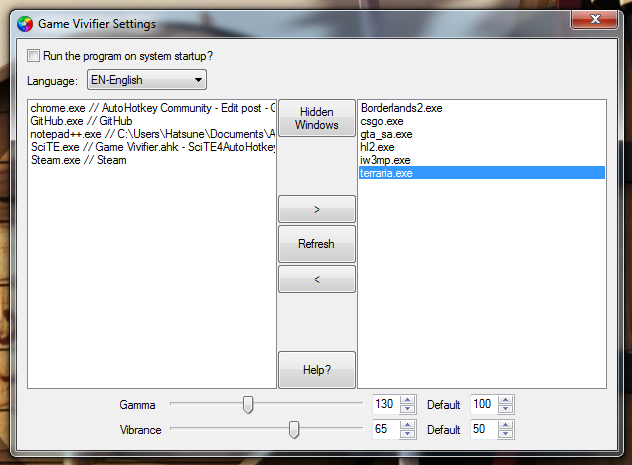 Game Vivifier Settings
Run the program on system startup?
Language: EN-English
chrome.exe // AutoHotkey Community - Edit post - G
GitHub.exe // GitHub
notepad++.exe // C:\Users\Hatsune\Documents\A
SciTE.exe // Game Vivifier.ahk - SciTE4AutoHotkey
Steam.exe // Steam
Hidden
Windows
>
Refresh
<
Help?
Borderlands2.exe
csgo.exe
gta_sa.exe
hl2.exe
iw3mp.exe
terraria.exe
Gamma 130 Default 100
Vibrance 65 Default 50